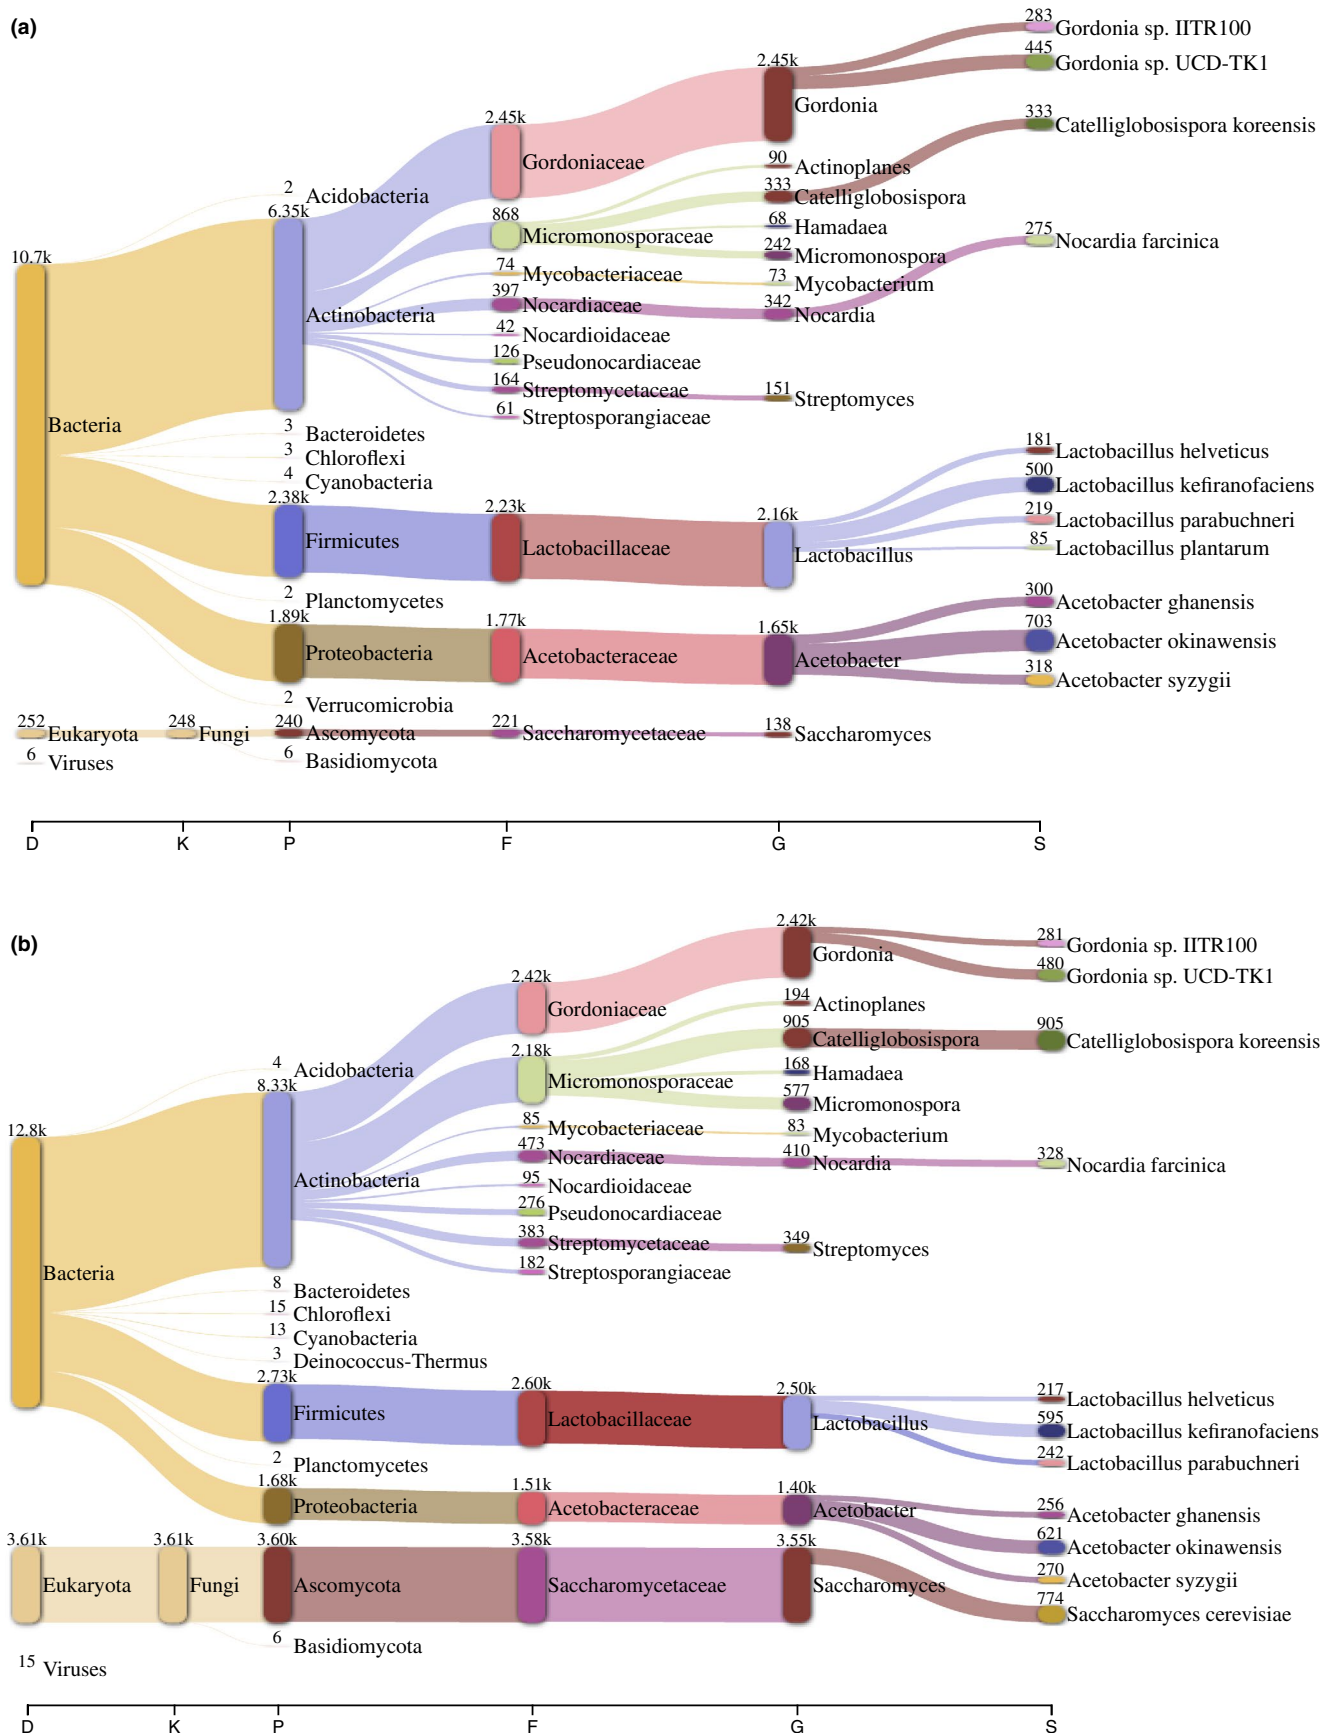 (a)
283
Gordonia sp. IITR100
445
Gordonia sp. UCD-TK1
2.45k
Gordonia
333
Catelliglobosispora koreensis
2.45k
Gordoniaceae
90
Actinoplanes
2
Acidobacteria
333
Catelliglobosispora
6.35k
Actinobacteria
868
Micromonosporaceae
68
Hamadaea
275
Nocardia farcinica
242
Micromonospora
10.7k
Bacteria
74
Mycobacteriaceae
73
Mycobacterium
397
Nocardiaceae
342
Nocardia
42
Nocardioidaceae
126
Pseudonocardiaceae
164
Streptomycetaceae
151
Streptomyces
61
Streptosporangiaceae
3
Bacteroidetes
3
Chloroflexi
4
Cyanobacteria
181
Lactobacillus helveticus
500
Lactobacillus kefiranofaciens
2.38k
Firmicutes
2.23k
Lactobacillaceae
2.16k
Lactobacillus
219
Lactobacillus parabuchneri
85
Lactobacillus plantarum
2
Planctomycetes
300
Acetobacter ghanensis
1.89k
Proteobacteria
1.77k
Acetobacteraceae
1.65k
Acetobacter
703
Acetobacter okinawensis
318
Acetobacter syzygii
2
Verrucomicrobia
252
Eukaryota
248
Fungi
240
Ascomycota
221
Saccharomycetaceae
138
Saccharomyces
6
Viruses
6
Basidiomycota
D K P F G S
(b)
2.42k
Gordonia
281
Gordonia sp. IITR100
480
Gordonia sp. UCD-TK1
2.42k
Gordoniaceae
194
Actinoplanes
905
Catelliglobosispora
905
Catelliglobosispora koreensis
4
Acidobacteria
8.33k
Actinobacteria
2.18k
Micromonosporaceae
168
Hamadaea
577
Micromonospora
12.8k
Bacteria
85
Mycobacteriaceae
83
Mycobacterium
473
Nocardiaceae
410
Nocardia
328
Nocardia farcinica
95
Nocardioidaceae
276
Pseudonocardiaceae
383
Streptomycetaceae
349
Streptomyces
182
Streptosporangiaceae
8
Bacteroidetes
15
Chloroflexi
13
Cyanobacteria
3
Deinococcus-Thermus
2.73k
Firmicutes
2.60k
Lactobacillaceae
2.50k
Lactobacillus
217
Lactobacillus helveticus
595
Lactobacillus kefiranofaciens
242
Lactobacillus parabuchneri
2
Planctomycetes
1.68k
Proteobacteria
1.51k
Acetobacteraceae
1.40k
Acetobacter
256
Acetobacter ghanensis
621
Acetobacter okinawensis
270
Acetobacter syzygii
3.61k
Eukaryota
3.61k
Fungi
3.60k
Ascomycota
3.58k
Saccharomycetaceae
3.55k
Saccharomyces
774
Saccharomyces cerevisiae
6
Basidiomycota
15
Viruses
D K P F G S